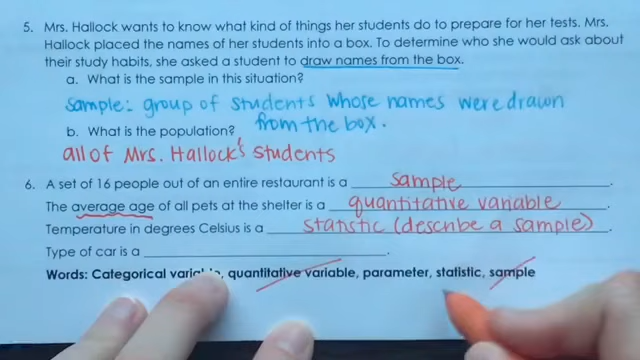 5. Mrs. Hallock wants to know what kind of things her students do to prepare for her tests. Mrs.
Hallock placed the names of her students into a box. To determine who she would ask about
their study habits, she asked a student to draw names from the box.
a. What is the sample in this situation?
sample: group of students whose names were drawn
from the box.
b. What is the population?
all of Mrs. Hallock's students
6. A set of 16 people out of an entire restaurant is a sample.
The average age of all pets at the shelter is a quantitative variable.
Temperature in degrees Celsius is a statistic (describe a sample).
Type of car is a .
Words: Categorical variable, quantitative variable, parameter, statistic, sample